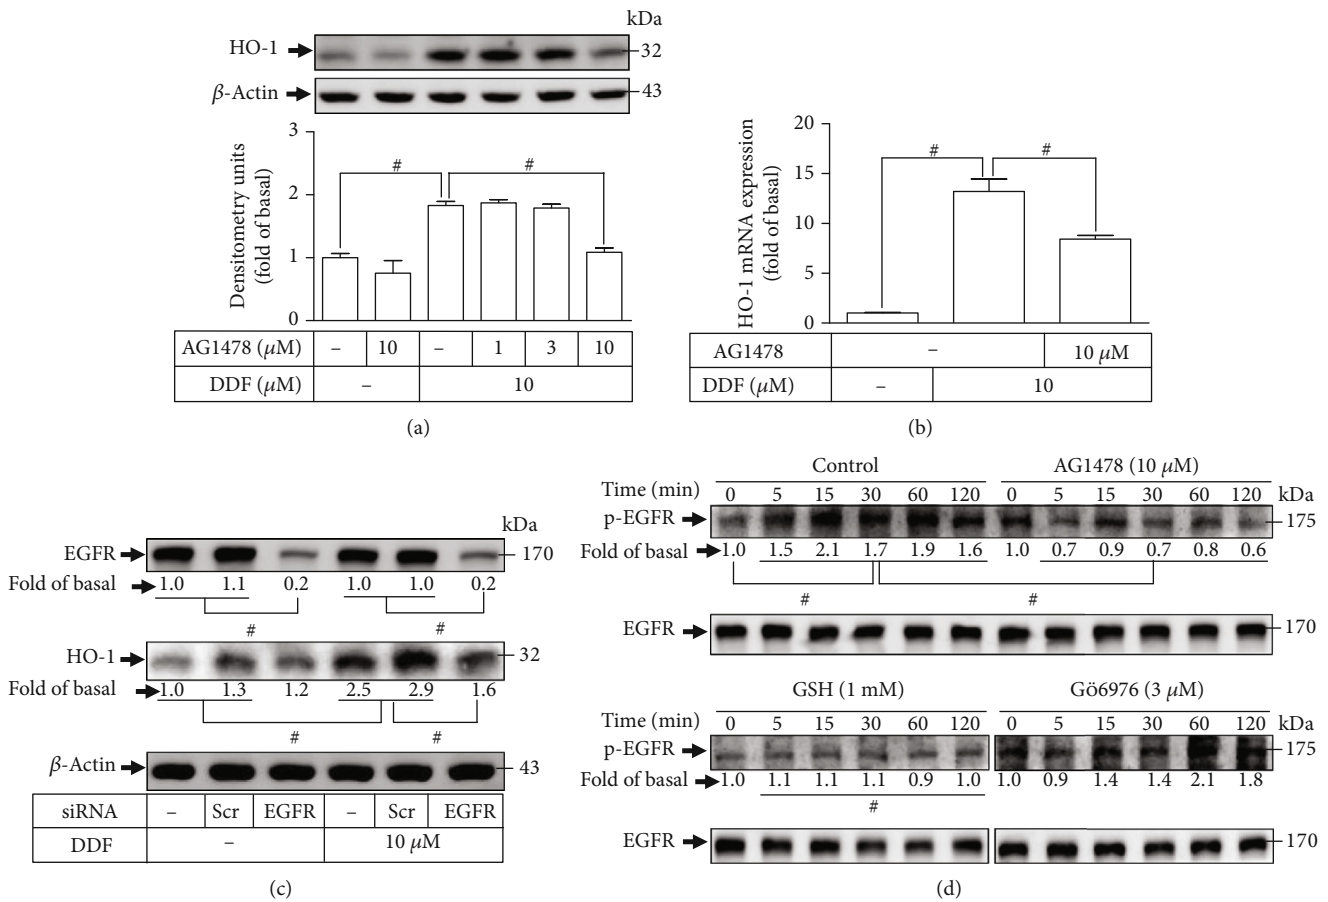 kDa
HO-1
32
β-Actin
43
Densitometry units
(fold of basal)
3
2
1
0
# #
AG1478 (μM) – 10 – 1 3 10
DDF (μM) – 10
(a)
HO-1 mRNA expression
(fold of basal)
20
15
10
5
0
# #
AG1478 – 10 μM
DDF (μM) – 10
(b)
kDa
EGFR 170
Fold of basal 1.0 1.1 0.2 1.0 1.0 0.2
# #
HO-1 32
Fold of basal 1.0 1.3 1.2 2.5 2.9 1.6
# #
β-Actin 43
siRNA – Scr EGFR – Scr EGFR
DDF – 10 μM
(c)
Control AG1478 (10 μM)
Time (min) 0 5 15 30 60 120 0 5 15 30 60 120 kDa
p-EGFR 175
Fold of basal 1.0 1.5 2.1 1.7 1.9 1.6 1.0 0.7 0.9 0.7 0.8 0.6
# #
EGFR 170
GSH (1 mM) Gö6976 (3 μM)
Time (min) 0 5 15 30 60 120 0 5 15 30 60 120 kDa
p-EGFR 175
Fold of basal 1.0 1.1 1.1 1.1 0.9 1.0 1.0 0.9 1.4 1.4 2.1 1.8
#
EGFR 170
(d)